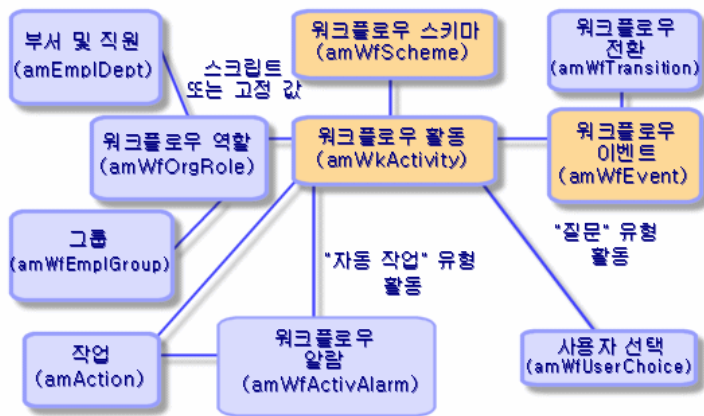 부서 및 직원
(amEmplDept)
스크립트
또는 고정 값
워크플로우 스키마
(amWfScheme)
워크플로우
전환
(amWfTransition)
워크플로우 역할
(amWfOrgRole)
워크플로우 활동
(amWkActivity)
워크플로우
이벤트
(amWfEvent)
그룹
(amWfEmplGroup)
"자동 작업" 유형
활동
"질문" 유형
활동
작업
(amAction)
워크플로우
알람
(amWfActivAlarm)
사용자 선택
(amWfUserChoice)